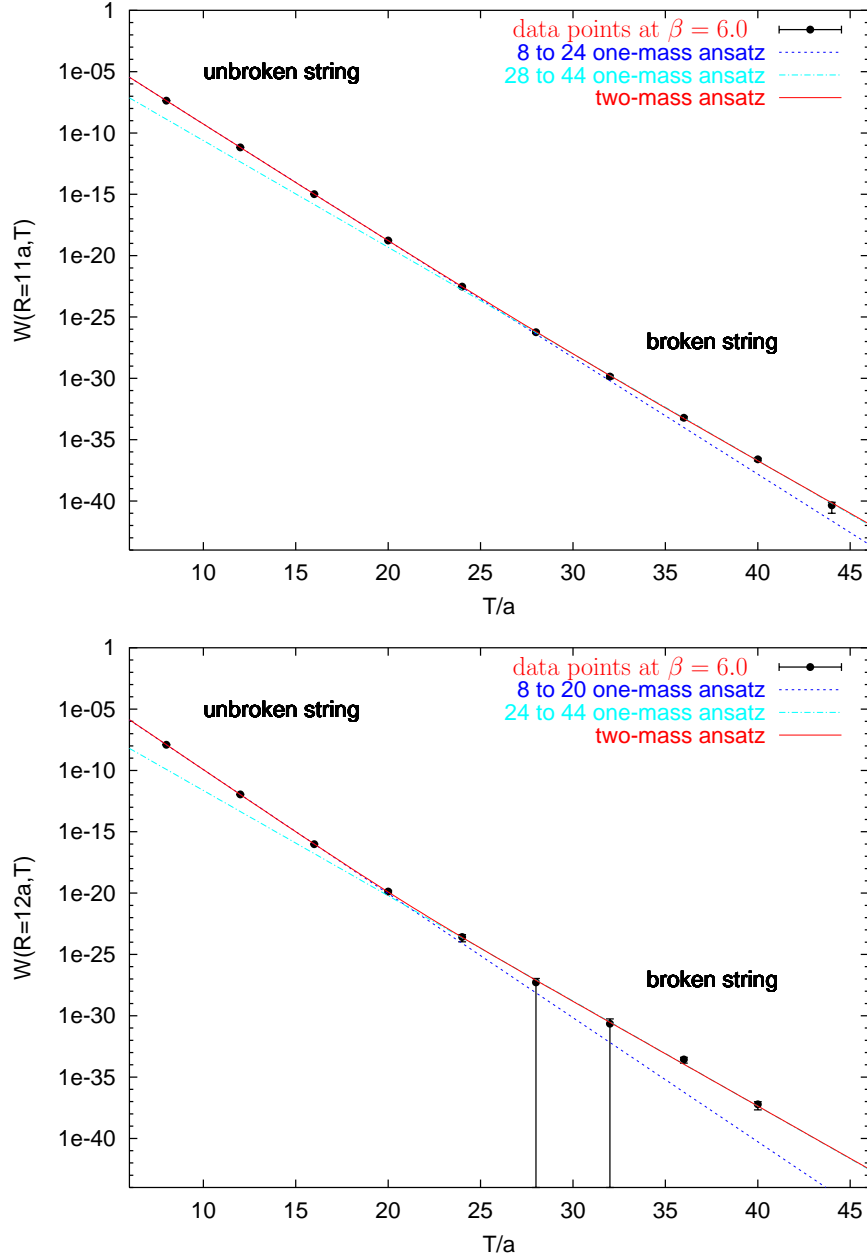 1
1e-05
1e-10
1e-15
1e-20
1e-25
1e-30
1e-35
1e-40
W(R=11a,T)
unbroken string
broken string
data points at β = 6.0
8 to 24 one-mass ansatz
28 to 44 one-mass ansatz
two-mass ansatz
10 15 20 25 30 35 40 45
T/a
1
1e-05
1e-10
1e-15
1e-20
1e-25
1e-30
1e-35
1e-40
W(R=12a,T)
unbroken string
broken string
data points at β = 6.0
8 to 20 one-mass ansatz
24 to 44 one-mass ansatz
two-mass ansatz
10 15 20 25 30 35 40 45
T/a